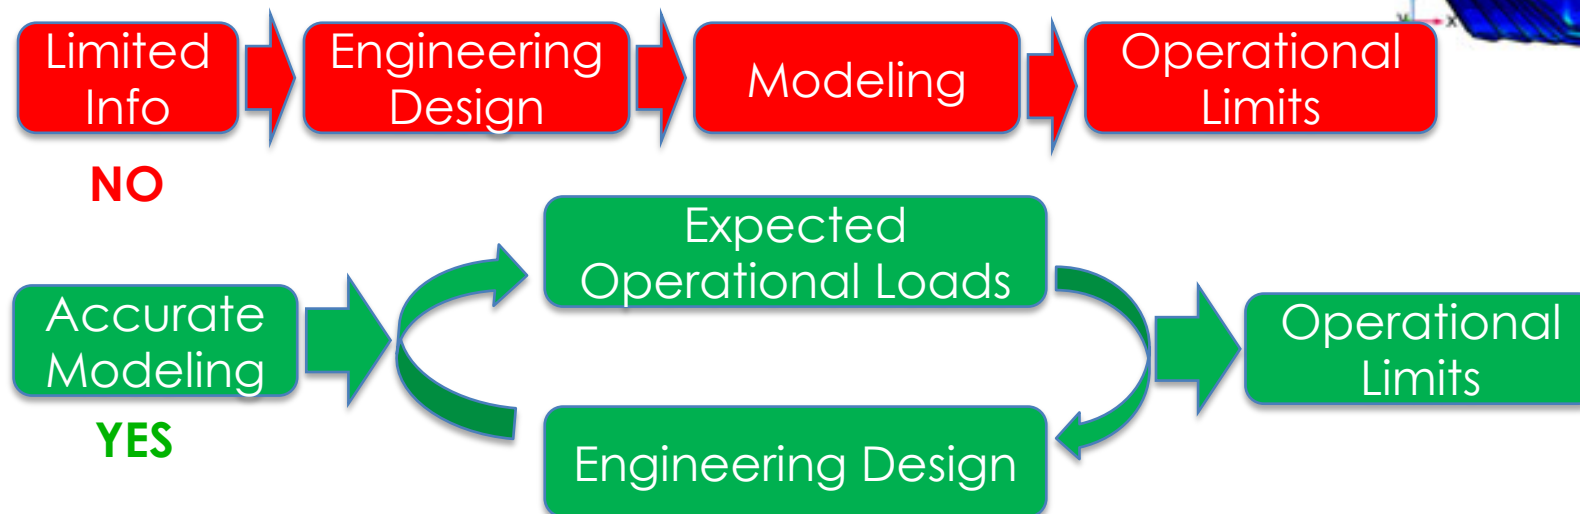 Limited
Info
Engineering
Design
Modeling
Operational
Limits
NO
Expected
Operational Loads
Accurate
Modeling
Operational
Limits
YES
Engineering Design
x